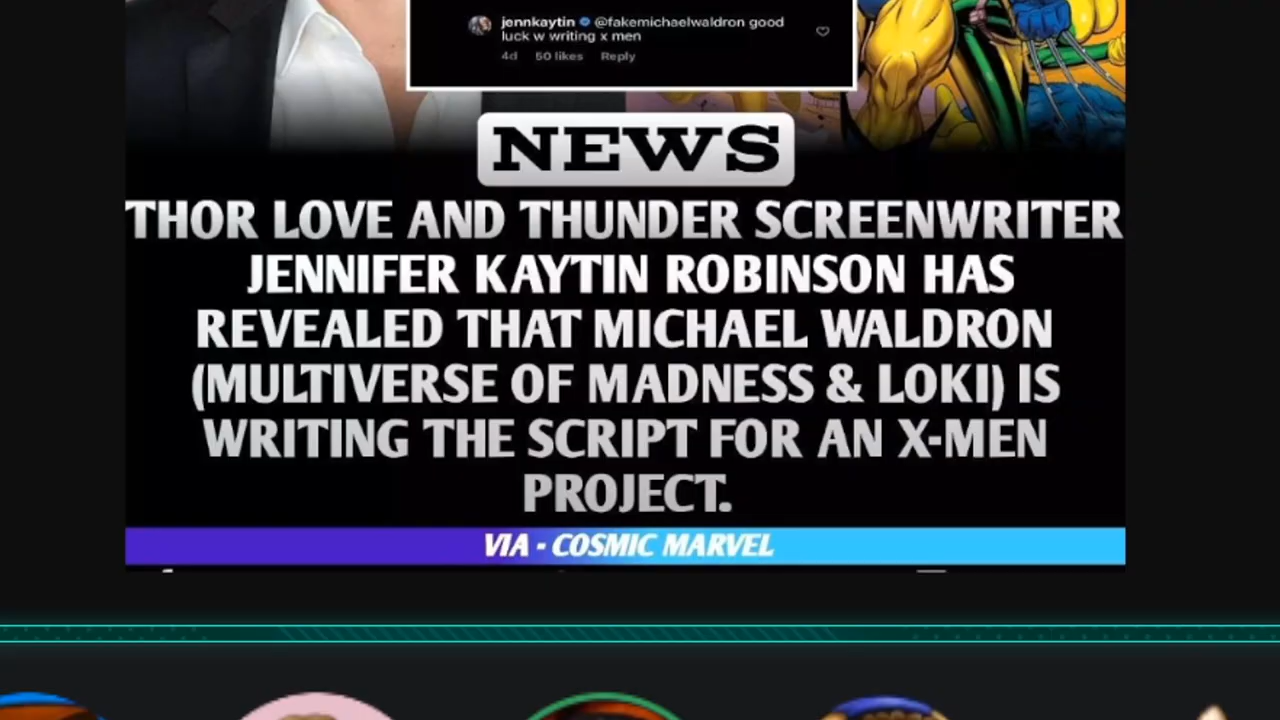 jennkaytin @fakemichaelwaldron good
luck w writing x men
4d 50 likes Reply
NEWS
THOR LOVE AND THUNDER SCREENWRITER
JENNIFER KAYTIN ROBINSON HAS
REVEALED THAT MICHAEL WALDRON
(MULTIVERSE OF MADNESS & LOKI) IS
WRITING THE SCRIPT FOR AN X-MEN
PROJECT.
VIA - COSMIC MARVEL